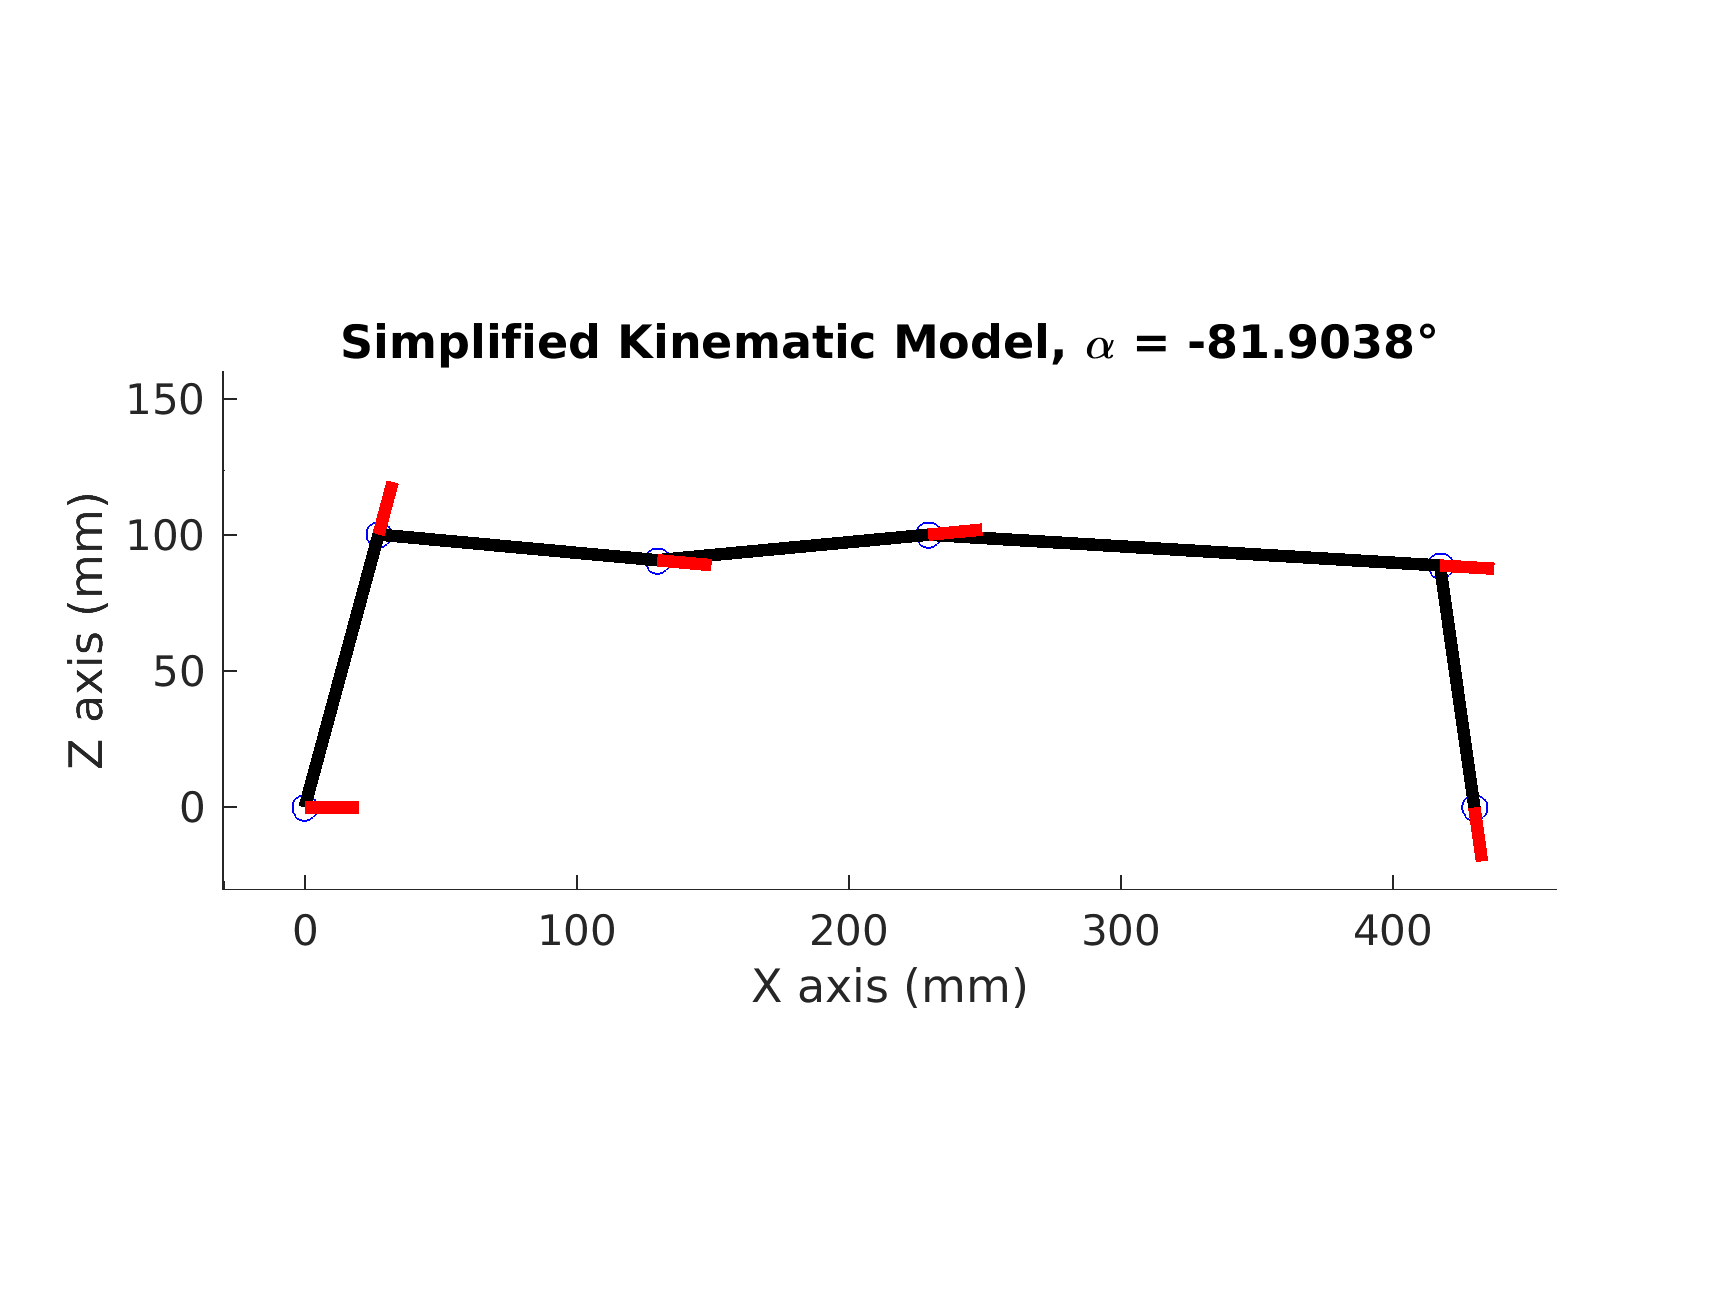 Simplified Kinematic Model, α = -81.9038°
150
100
50
0
Z axis (mm)
0 100 200 300 400
X axis (mm)